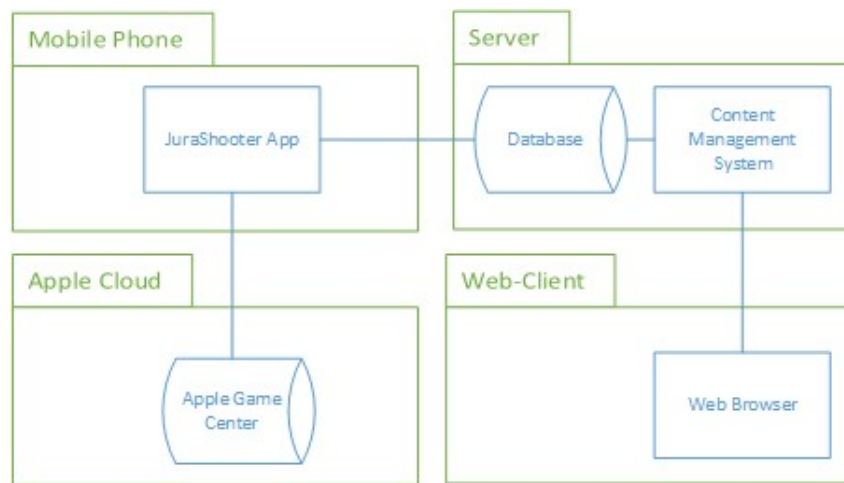 Mobile Phone
JuraShooter App
Server
Database
Content
Management
System
Apple Cloud
Apple Game
Center
Web-Client
Web Browser